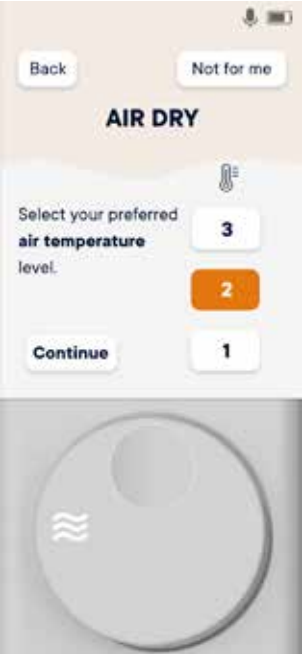 Back
Not for me
AIR DRY
Select your preferred
air temperature
level.
3
2
1
Continue